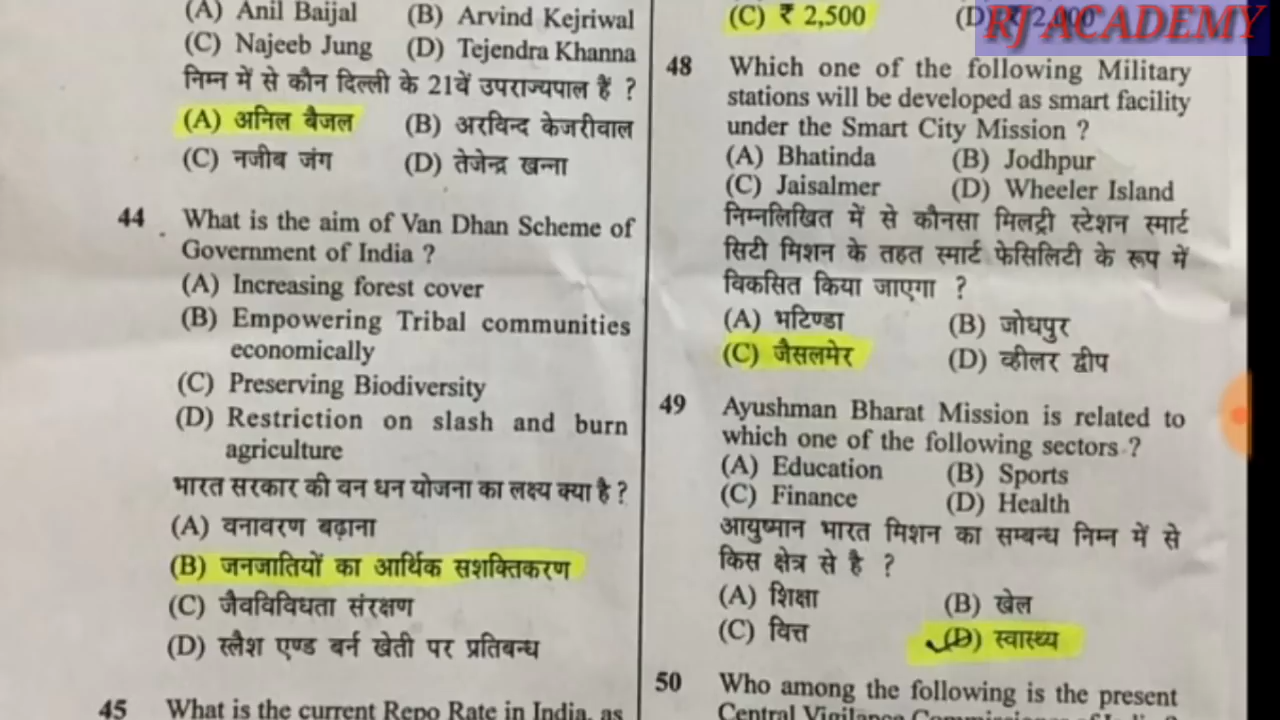 (A) Anil Baijal (B) Arvind Kejriwal
(C) Najeeb Jung (D) Tejendra Khanna
निम्न में से कौन दिल्ली के 21वें उपराज्यपाल हैं ?
(A) अनिल बैजल (B) अरविन्द केजरीवाल
(C) नजीब जंग (D) तेजेन्द्र खन्ना
44 What is the aim of Van Dhan Scheme of
Government of India ?
(A) Increasing forest cover
(B) Empowering Tribal communities
economically
(C) Preserving Biodiversity
(D) Restriction on slash and burn
agriculture
भारत सरकार की वन धन योजना का लक्ष्य क्या है ?
(A) वनावरण बढ़ाना
(B) जनजातियों का आर्थिक सशक्तिकरण
(C) जैवविविधता संरक्षण
(D) स्लैश एण्ड बर्न खेती पर प्रतिबन्ध
45 What is the current Repo Rate in India, as
(C) ₹ 2,500 (D) ₹ 2,000
RJ ACADEMY
48 Which one of the following Military
stations will be developed as smart facility
under the Smart City Mission ?
(A) Bhatinda (B) Jodhpur
(C) Jaisalmer (D) Wheeler Island
निम्नलिखित में से कौनसा मिलट्री स्टेशन स्मार्ट
सिटी मिशन के तहत स्मार्ट फेसिलिटी के रूप में
विकसित किया जाएगा ?
(A) भटिण्डा (B) जोधपुर
(C) जैसलमेर (D) व्हीलर द्वीप
49 Ayushman Bharat Mission is related to
which one of the following sectors ?
(A) Education (B) Sports
(C) Finance (D) Health
आयुष्मान भारत मिशन का सम्बन्ध निम्न में से
किस क्षेत्र से है ?
(A) शिक्षा (B) खेल
(C) वित्त (D) स्वास्थ्य
50 Who among the following is the present
Central Vigilance Commissioner of India ?